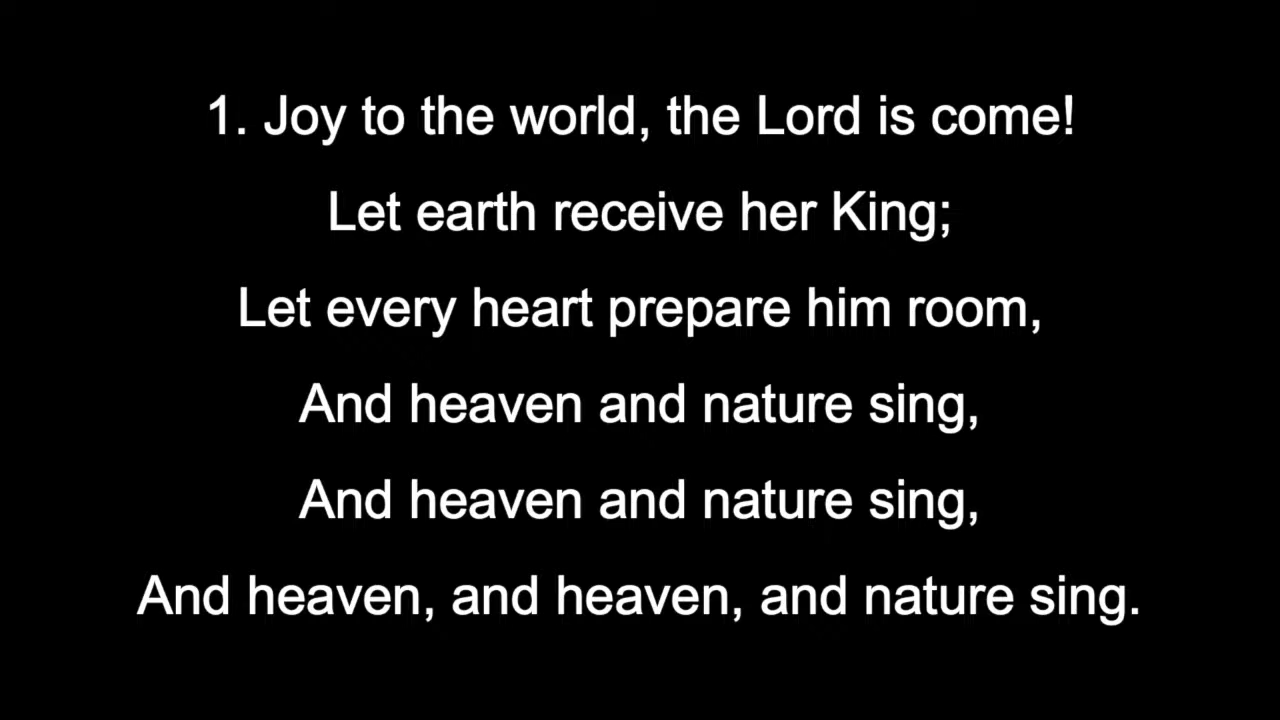 1. Joy to the world, the Lord is come!
Let earth receive her King;
Let every heart prepare him room,
And heaven and nature sing,
And heaven and nature sing,
And heaven, and heaven, and nature sing.